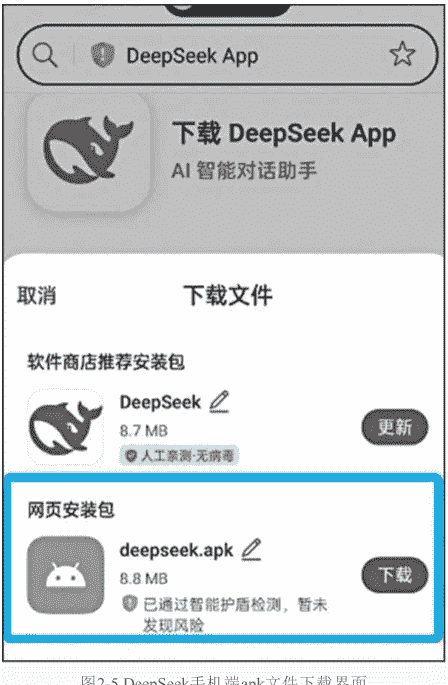 DeepSeek App
下载 DeepSeek App
AI 智能对话助手
取消
下载文件
软件商店推荐安装包
DeepSeek
8.7 MB
更新
人工亲测·无病毒
网页安装包
deepseek.apk
8.8 MB
下载
已通过智能护盾检测，暂未
发现风险
图2-5 DeepSeek手机端apk文件下载界面